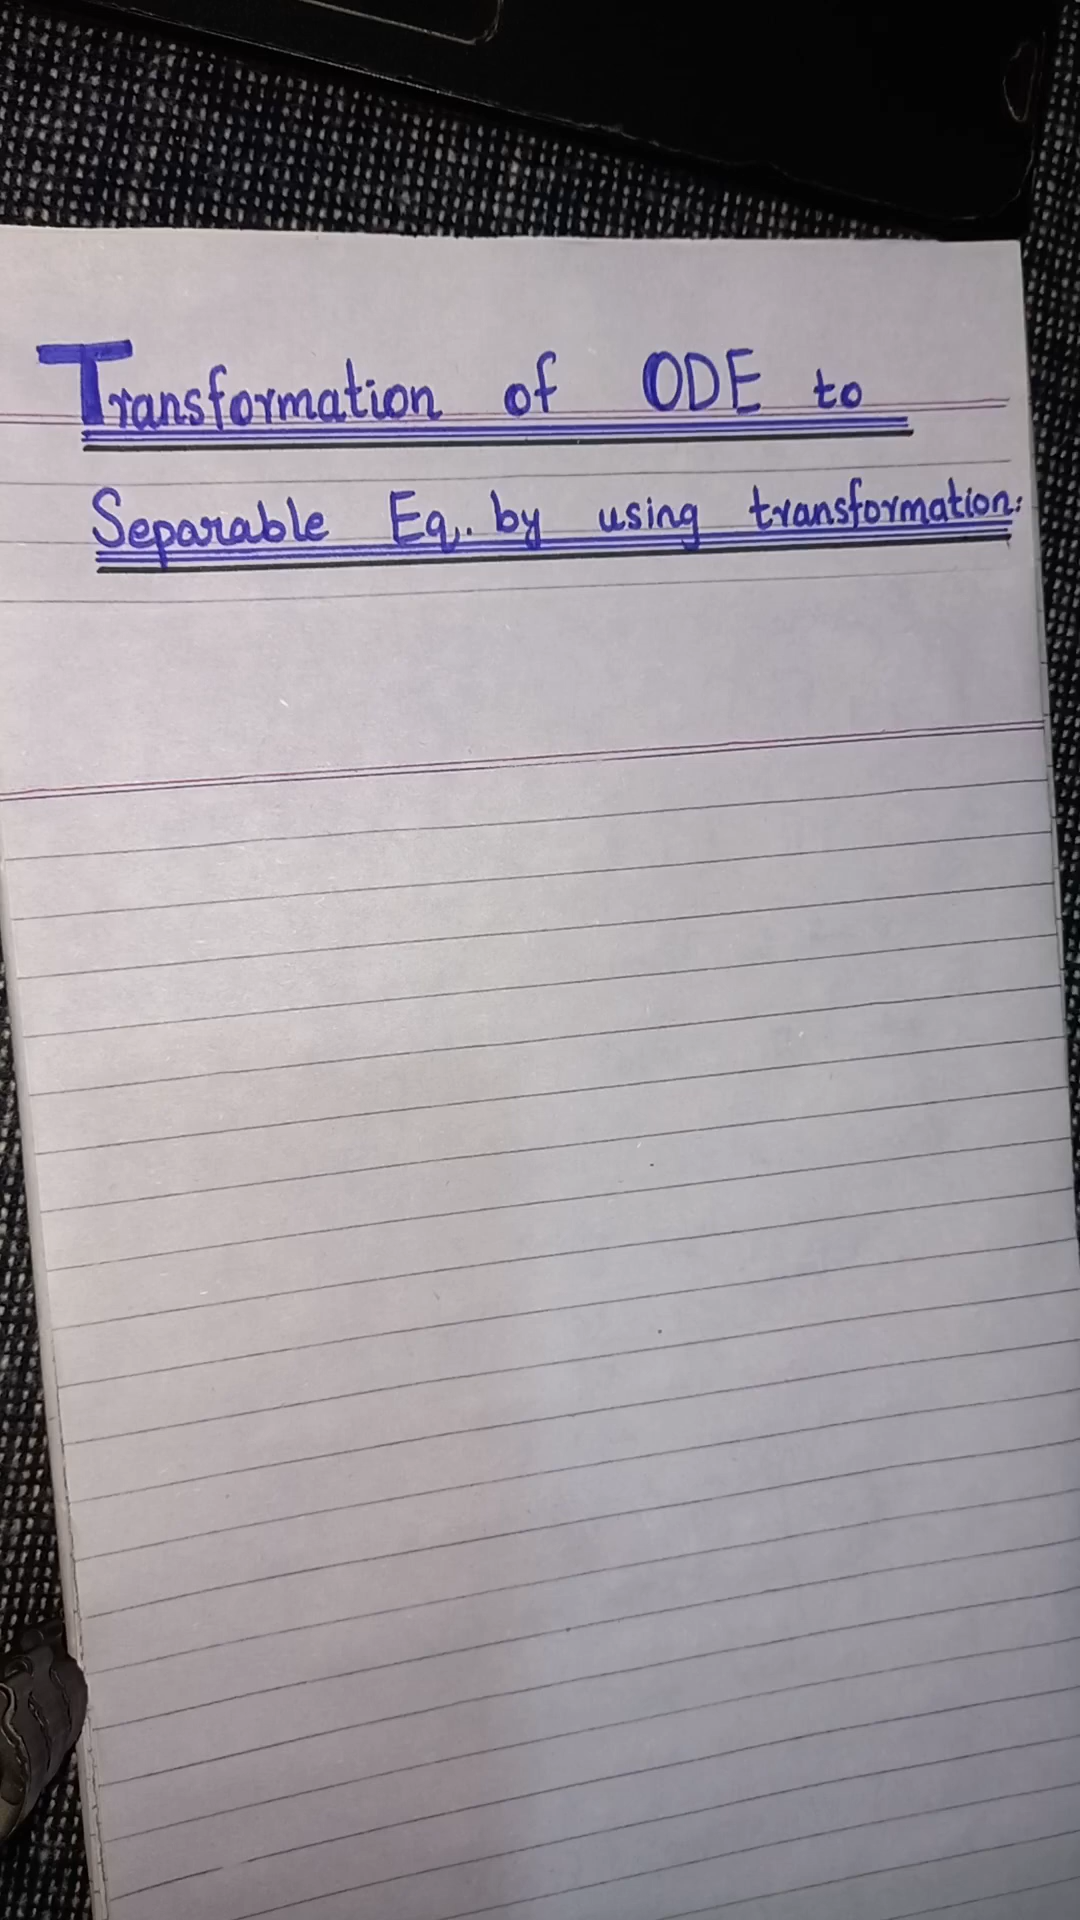 Transformation of ODE to
Separable Eq. by using transformation: